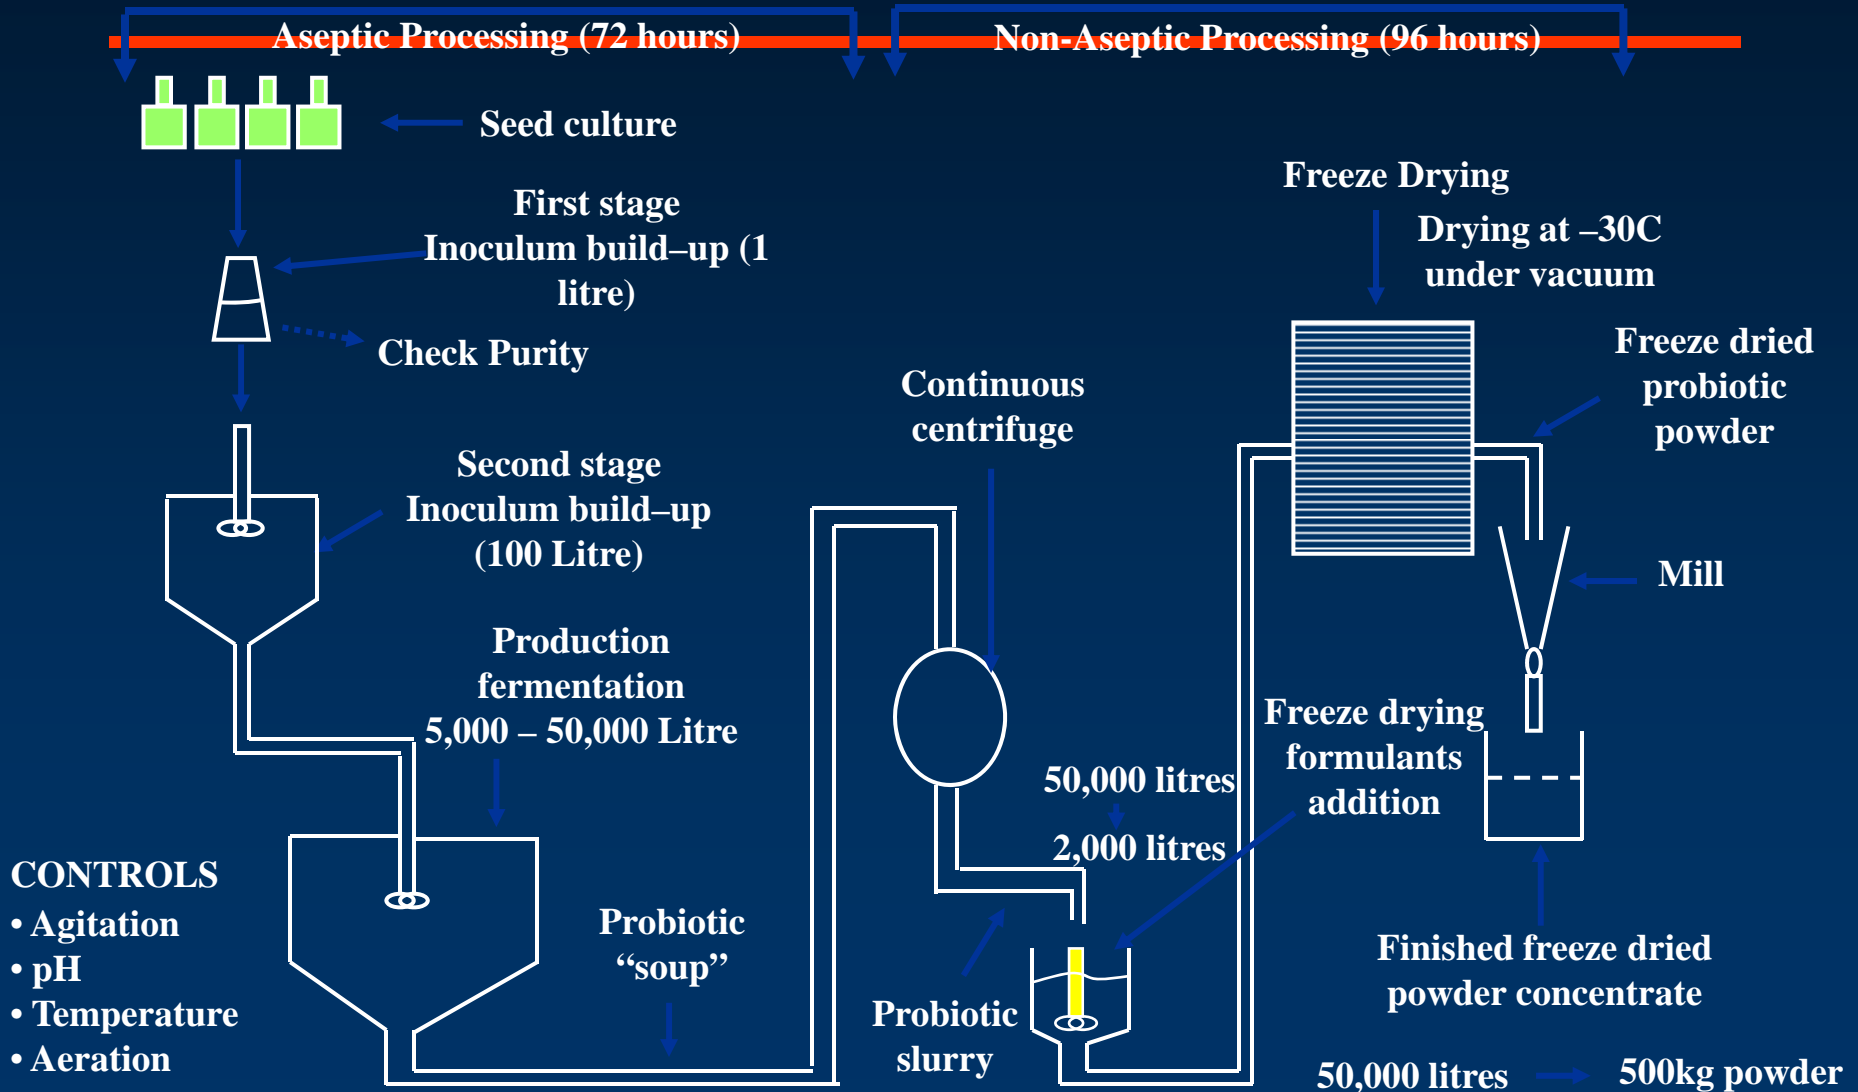 Aseptic Processing (72 hours)
Non-Aseptic Processing (96 hours)
Seed culture
First stage
Inoculum build–up (1
litre)
Check Purity
Second stage
Inoculum build–up
(100 Litre)
Production
fermentation
5,000 – 50,000 Litre
CONTROLS
• Agitation
• pH
• Temperature
• Aeration
Probiotic
“soup”
Continuous
centrifuge
50,000 litres
2,000 litres
Probiotic
slurry
Freeze drying
formulants
addition
Freeze Drying
Drying at –30C
under vacuum
Freeze dried
probiotic
powder
Mill
Finished freeze dried
powder concentrate
50,000 litres
500kg powder